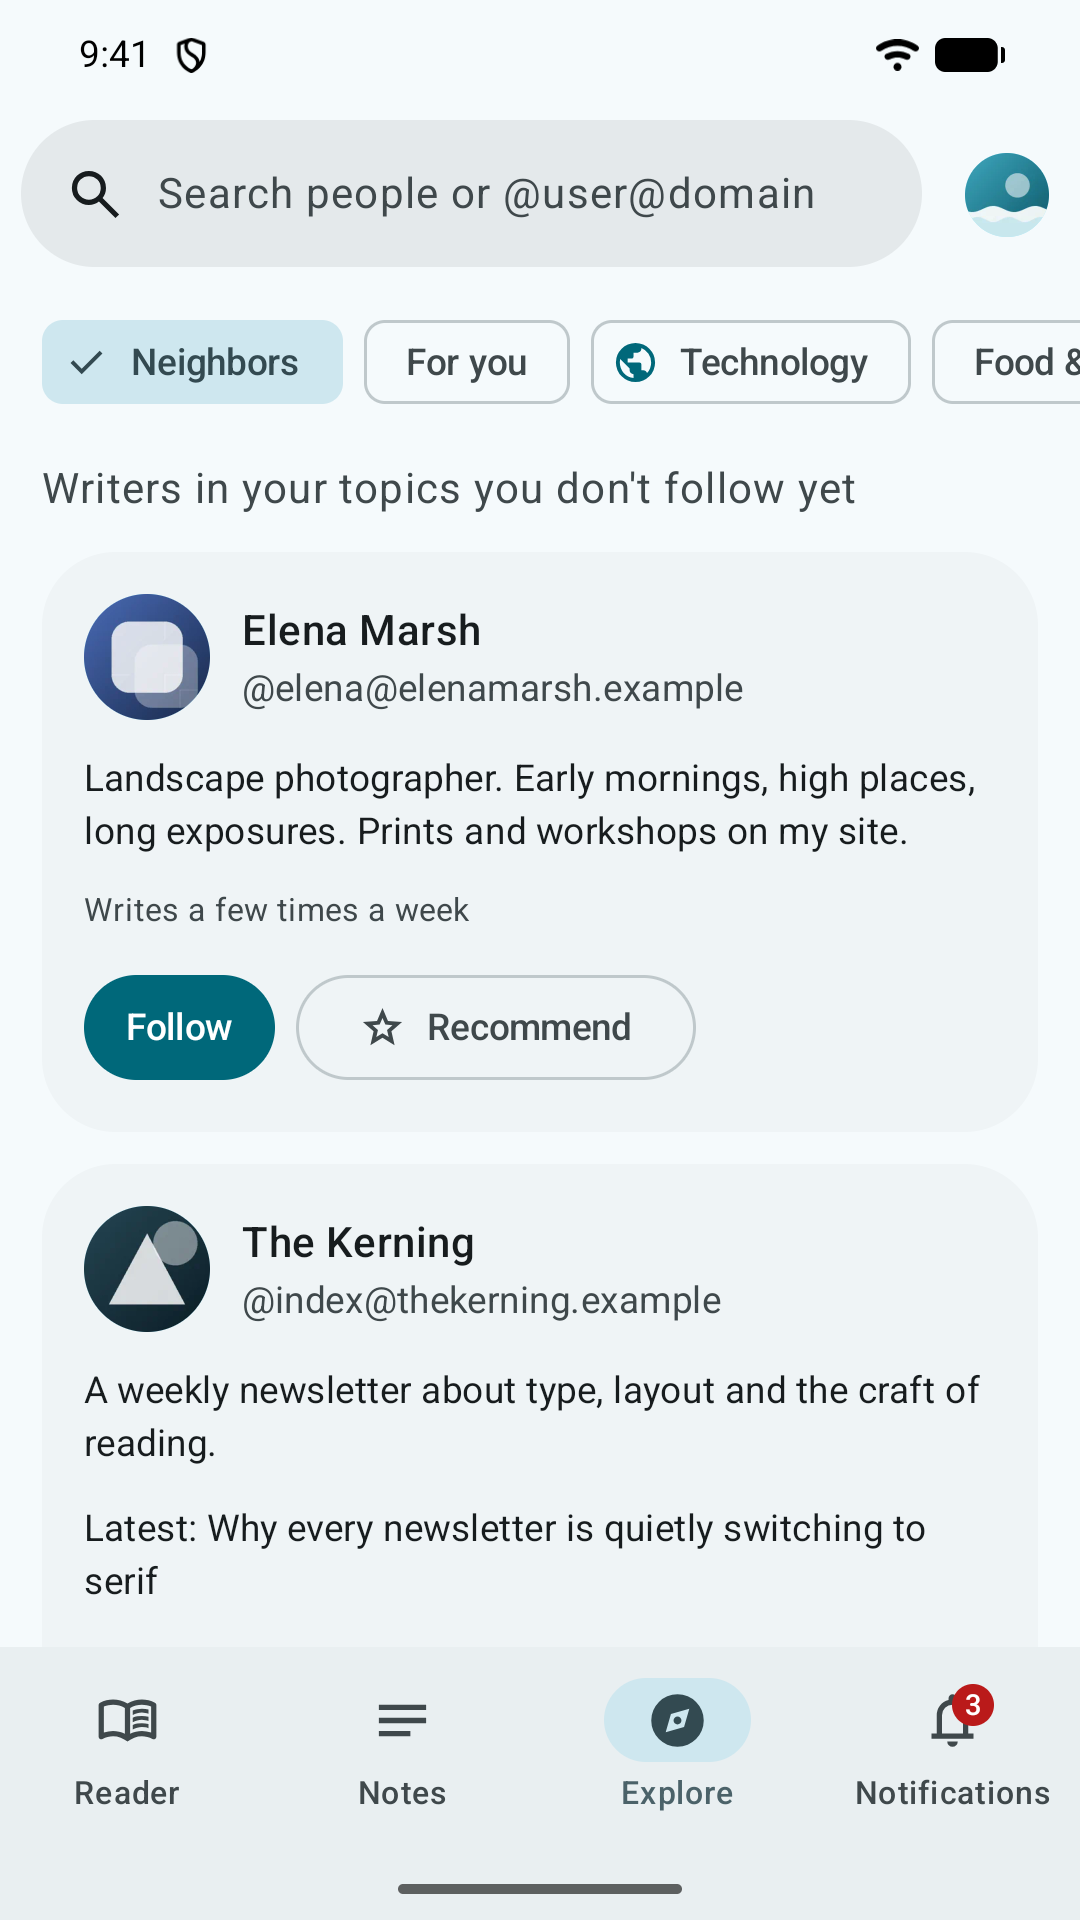 9:41
Search people or @user@domain
Neighbors
For you
Technology
Food &
Writers in your topics you don't follow yet
Elena Marsh
@elena@elenamarsh.example
Landscape photographer. Early mornings, high places,
long exposures. Prints and workshops on my site.
Writes a few times a week
Follow
Recommend
The Kerning
@index@thekerning.example
A weekly newsletter about type, layout and the craft of
reading.
Latest: Why every newsletter is quietly switching to
serif
3
Reader
Notes
Explore
Notifications